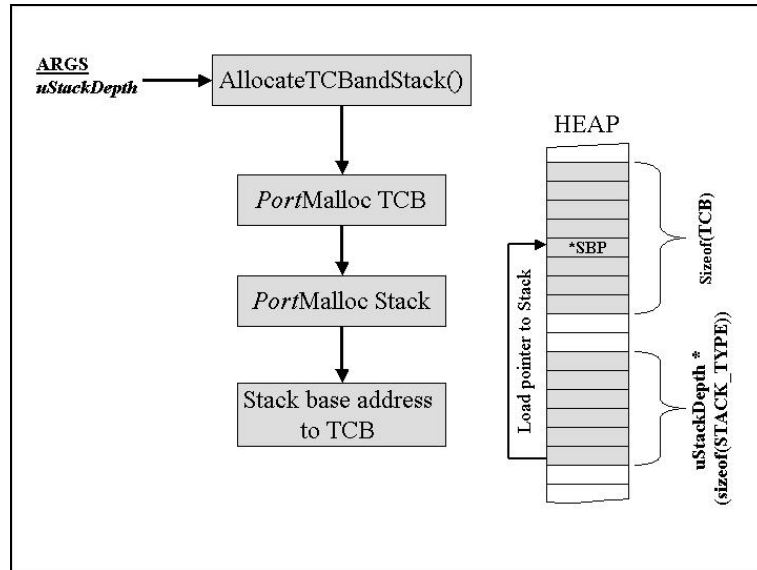 ARGS
uStackDepth
AllocateTCBandStack()
PortMalloc TCB
PortMalloc Stack
Stack base address
to TCB
HEAP
*SBP
Load pointer to Stack
Sizeof(TCB)
uStackDepth *
(sizeof(STACK_TYPE))